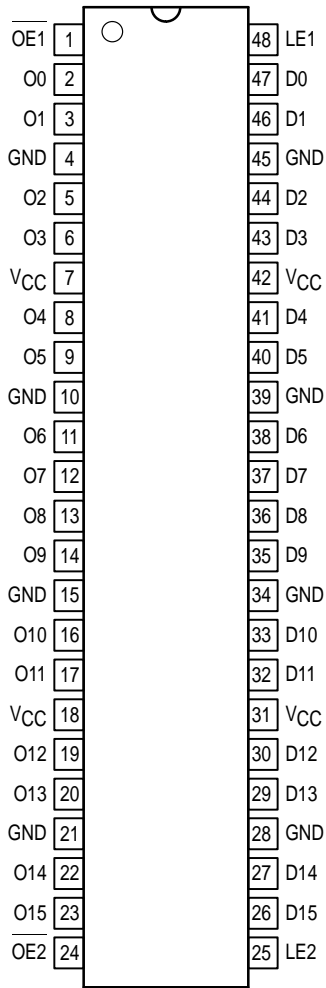 O̅E̅1̅ 1 48 LE1
O0 2 47 D0
O1 3 46 D1
GND 4 45 GND
O2 5 44 D2
O3 6 43 D3
VCC 7 42 VCC
O4 8 41 D4
O5 9 40 D5
GND 10 39 GND
O6 11 38 D6
O7 12 37 D7
O8 13 36 D8
O9 14 35 D9
GND 15 34 GND
O10 16 33 D10
O11 17 32 D11
VCC 18 31 VCC
O12 19 30 D12
O13 20 29 D13
GND 21 28 GND
O14 22 27 D14
O15 23 26 D15
O̅E̅2̅ 24 25 LE2